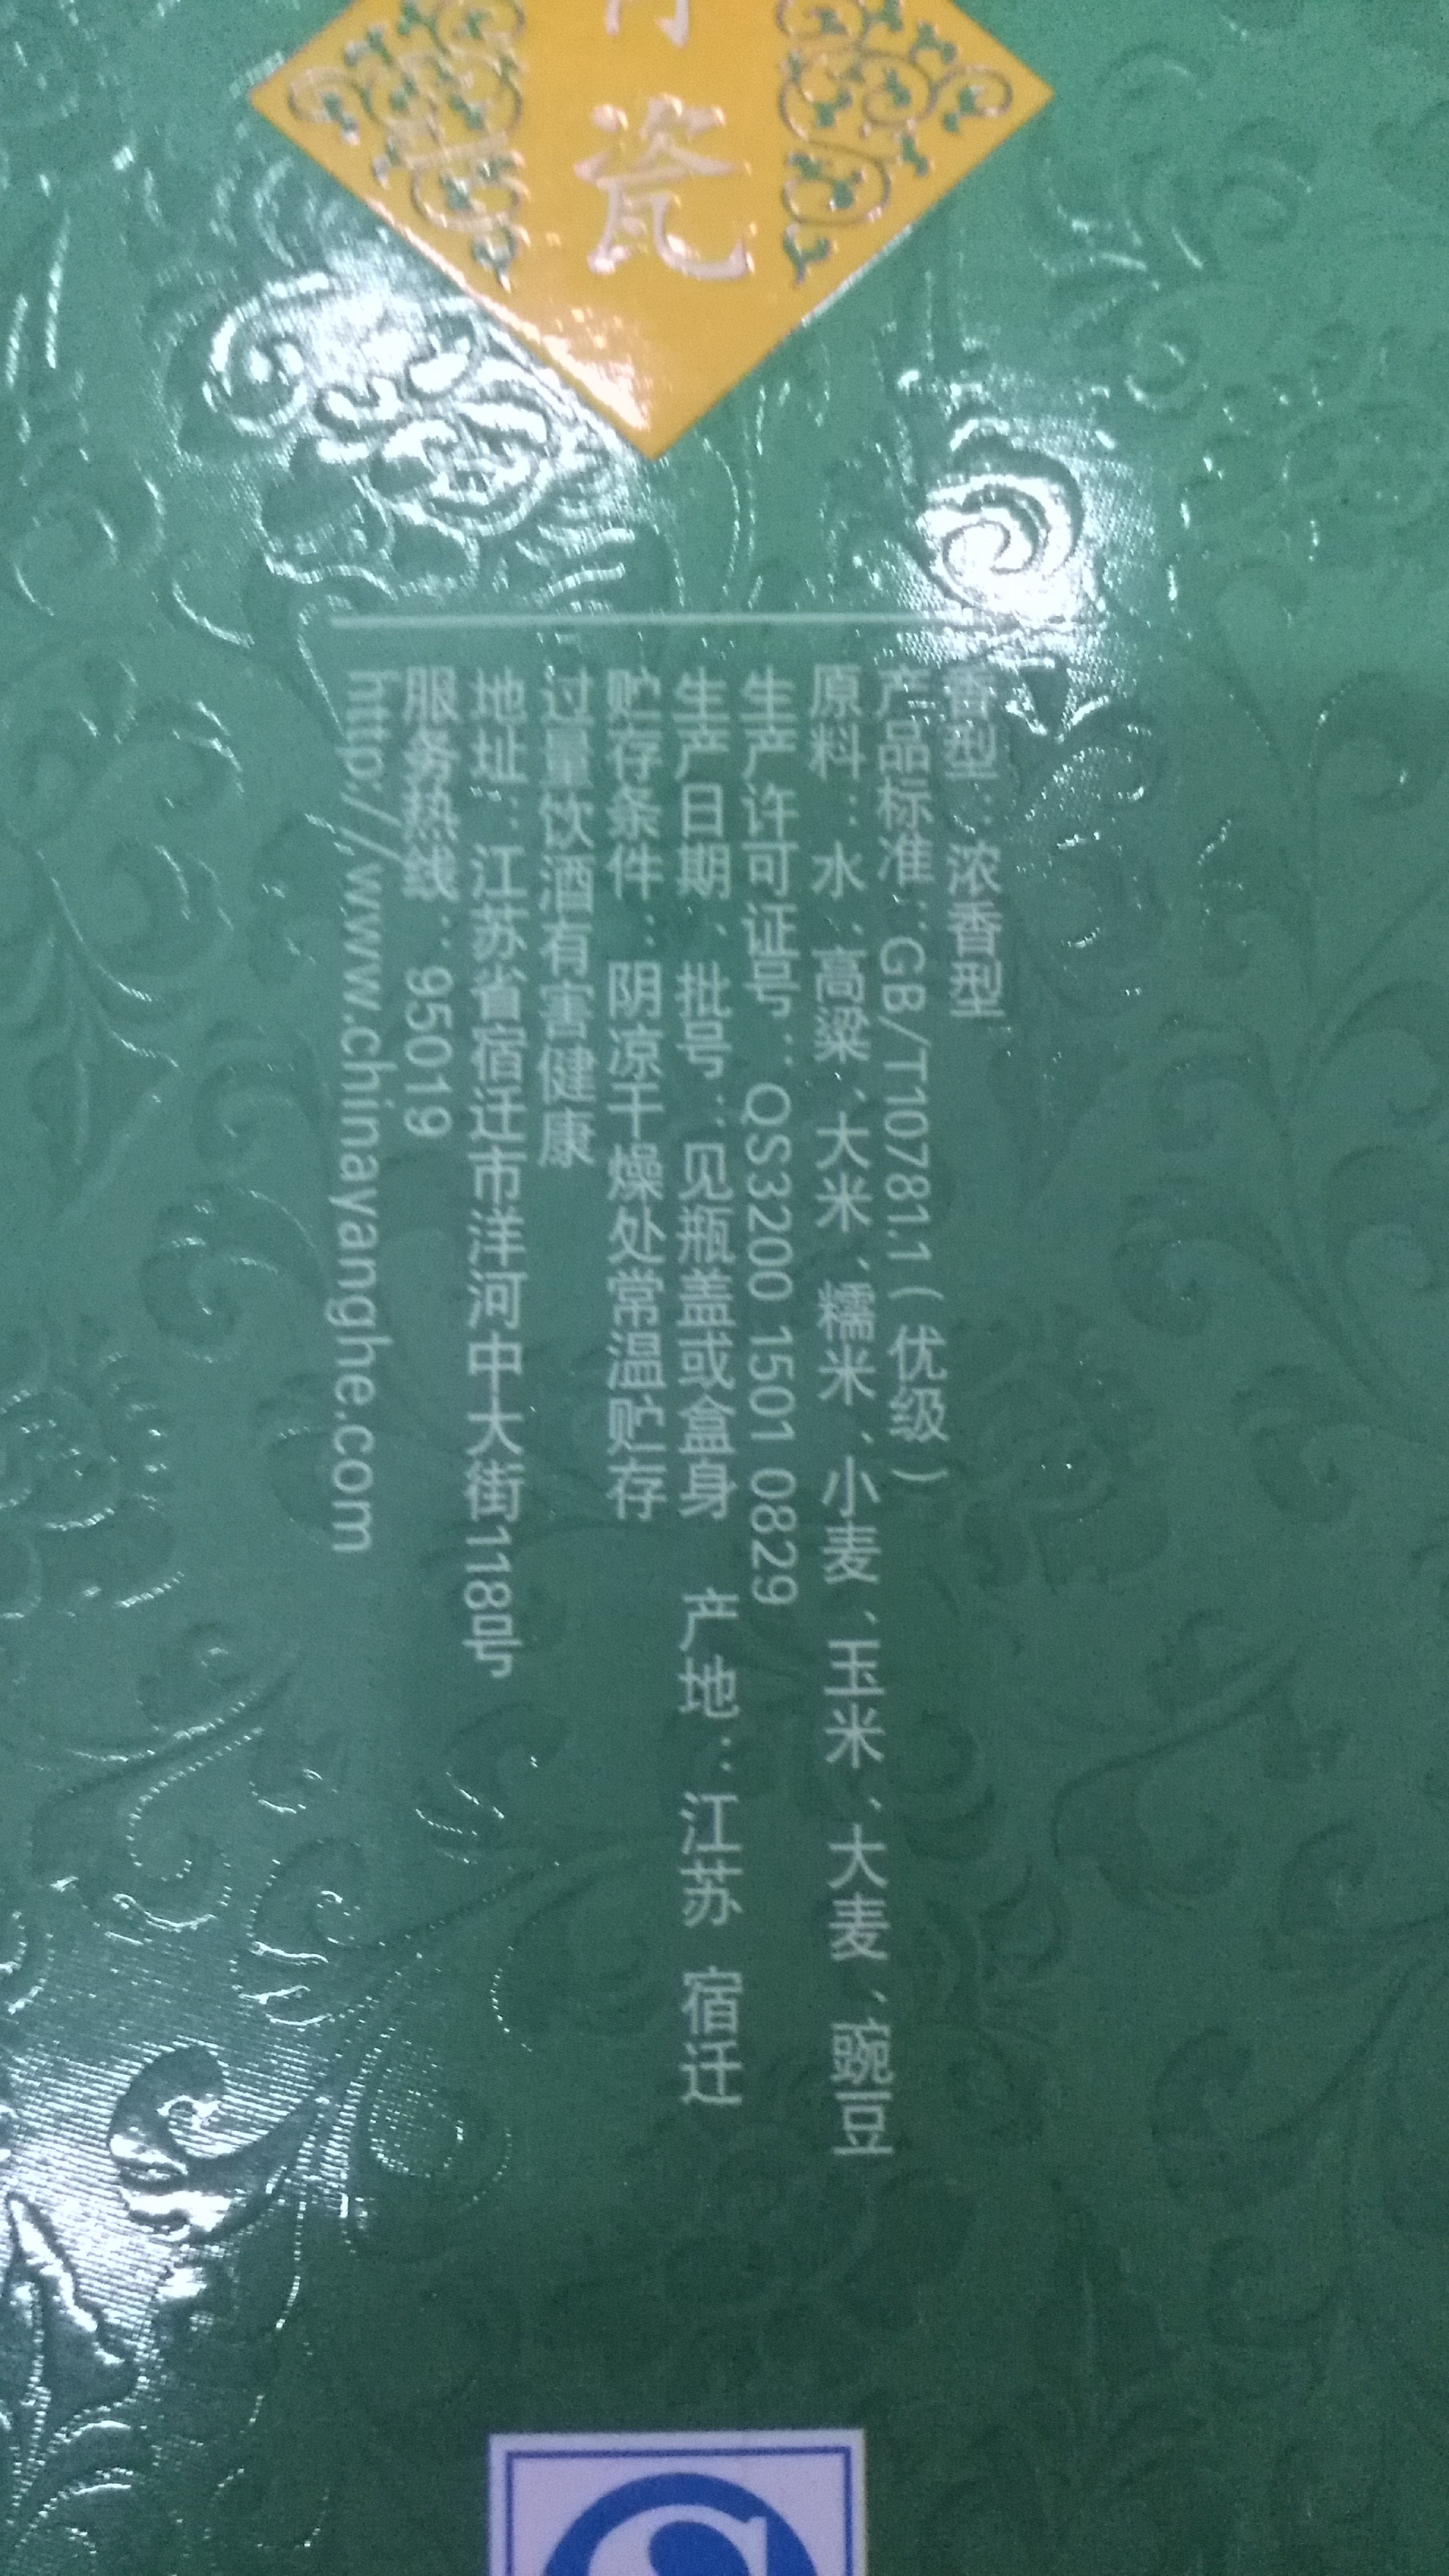 瓷
香型：浓香型
产品标准：GB/T10781.1（优级）
原料：水、高粱、大米、糯米、小麦、玉米、大麦、豌豆
生产许可证号：QS3200 1501 0829
生产日期、批号：见瓶盖或盒身 产地：江苏 宿迁
贮存条件：阴凉干燥处常温贮存
过量饮酒有害健康
地址：江苏省宿迁市洋河中大街118号
服务热线：95019
http://www.chinayanghe.com